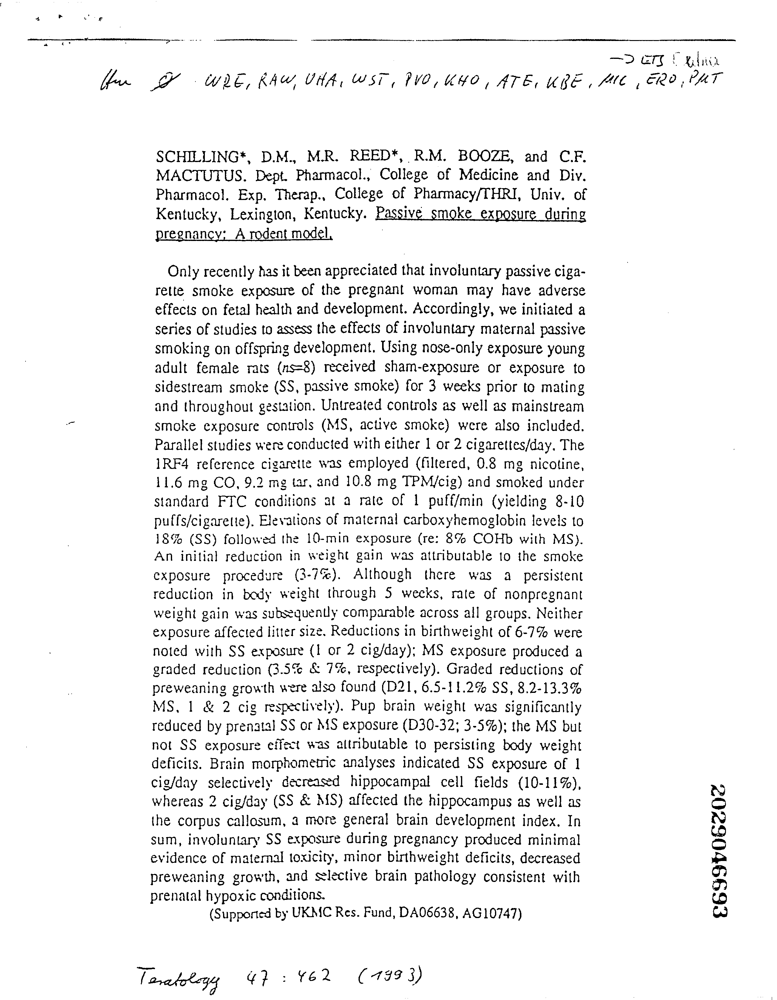 → ETS
WRE, RAW, UHA, WST, PVO, KHO, ATE, KBE, MIC, ERO, PMT
SCHILLING*, D.M., M.R. REED*, R.M. BOOZE, and C.F.
MACTUTUS. Dept. Pharmacol., College of Medicine and Div.
Pharmacol. Exp. Therap., College of Pharmacy/THRI, Univ. of
Kentucky, Lexington, Kentucky. Passive smoke exposure during
pregnancy: A rodent model.
Only recently has it been appreciated that involuntary passive ciga-
rette smoke exposure of the pregnant woman may have adverse
effects on fetal health and development. Accordingly, we initiated a
series of studies to assess the effects of involuntary maternal passive
smoking on offspring development. Using nose-only exposure young
adult female rats (ns=8) received sham-exposure or exposure to
sidestream smoke (SS, passive smoke) for 3 weeks prior to mating
and throughout gestation. Untreated controls as well as mainstream
smoke exposure controls (MS, active smoke) were also included.
Parallel studies were conducted with either 1 or 2 cigarettes/day. The
1RF4 reference cigarette was employed (filtered, 0.8 mg nicotine,
11.6 mg CO, 9.2 mg tar, and 10.8 mg TPM/cig) and smoked under
standard FTC conditions at a rate of 1 puff/min (yielding 8-10
puffs/cigarette). Elevations of maternal carboxyhemoglobin levels to
18% (SS) followed the 10-min exposure (re: 8% COHb with MS).
An initial reduction in weight gain was attributable to the smoke
exposure procedure (3-7%). Although there was a persistent
reduction in body weight through 5 weeks, rate of nonpregnant
weight gain was subsequently comparable across all groups. Neither
exposure affected litter size. Reductions in birthweight of 6-7% were
noted with SS exposure (1 or 2 cig/day); MS exposure produced a
graded reduction (3.5% & 7%, respectively). Graded reductions of
preweaning growth were also found (D21, 6.5-11.2% SS, 8.2-13.3%
MS, 1 & 2 cig respectively). Pup brain weight was significantly
reduced by prenatal SS or MS exposure (D30-32; 3-5%); the MS but
not SS exposure effect was attributable to persisting body weight
deficits. Brain morphometric analyses indicated SS exposure of 1
cig/day selectively decreased hippocampal cell fields (10-11%),
whereas 2 cig/day (SS & MS) affected the hippocampus as well as
the corpus callosum, a more general brain development index. In
sum, involuntary SS exposure during pregnancy produced minimal
evidence of maternal toxicity, minor birthweight deficits, decreased
preweaning growth, and selective brain pathology consistent with
prenatal hypoxic conditions.
(Supported by UKMC Res. Fund, DA06638, AG10747)
2029046693
Teratology 47 : 462 (1993)